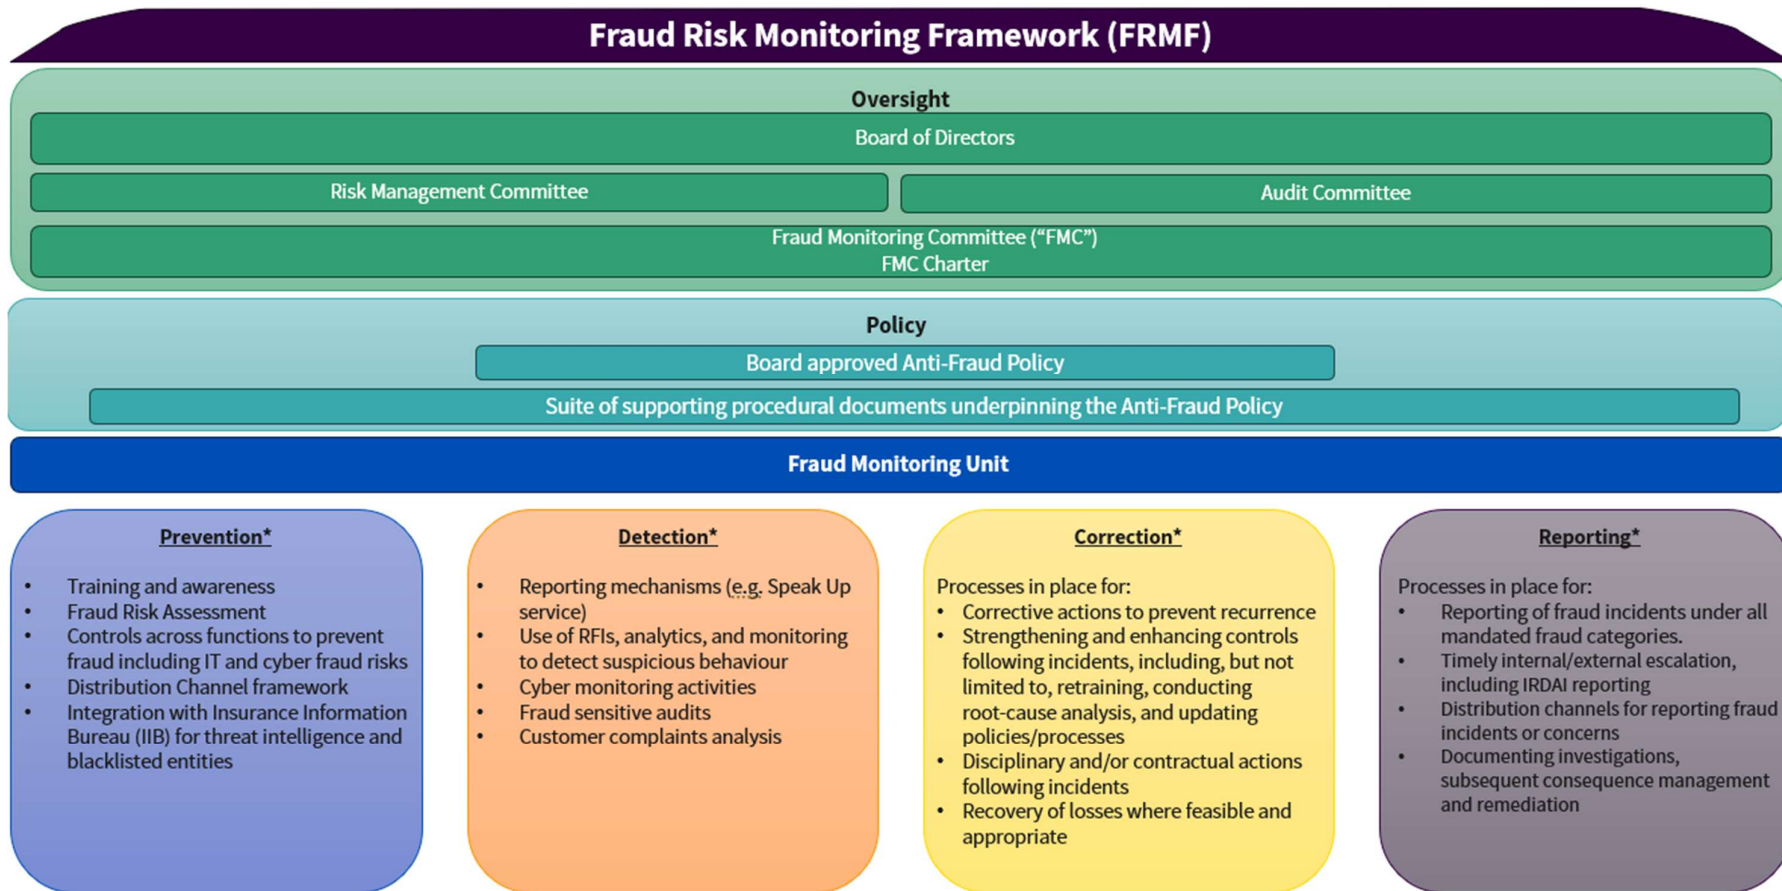 Fraud Risk Monitoring Framework (FRMF)
Oversight
Board of Directors
Risk Management Committee
Audit Committee
Fraud Monitoring Committee (“FMC”)
FMC Charter
Policy
Board approved Anti-Fraud Policy
Suite of supporting procedural documents underpinning the Anti-Fraud Policy
Fraud Monitoring Unit
Prevention*
• Training and awareness
• Fraud Risk Assessment
• Controls across functions to prevent
fraud including IT and cyber fraud risks
• Distribution Channel framework
• Integration with Insurance Information
Bureau (IIB) for threat intelligence and
blacklisted entities
Detection*
• Reporting mechanisms (e.g. Speak Up
service)
• Use of RFIs, analytics, and monitoring
to detect suspicious behaviour
• Cyber monitoring activities
• Fraud sensitive audits
• Customer complaints analysis
Correction*
Processes in place for:
• Corrective actions to prevent recurrence
• Strengthening and enhancing controls
following incidents, including, but not
limited to, retraining, conducting
root-cause analysis, and updating
policies/processes
• Disciplinary and/or contractual actions
following incidents
• Recovery of losses where feasible and
appropriate
Reporting*
Processes in place for:
• Reporting of fraud incidents under all
mandated fraud categories.
• Timely internal/external escalation,
including IRDAI reporting
• Distribution channels for reporting fraud
incidents or concerns
• Documenting investigations,
subsequent consequence management
and remediation